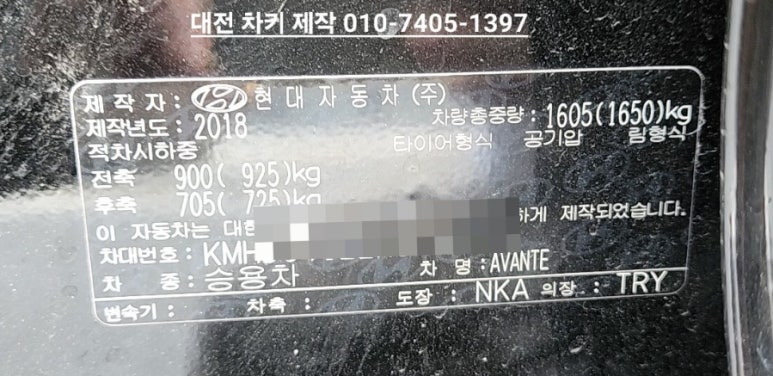 대전 차키 제작 010-7405-1397
제 작 자 : 현 대 자 동 차 (주)
제작년도 : 2018 차량총중량 : 1605(1650)kg
적차시하중 타이어형식 공기압 림형식
전축 900( 925)kg
후축 705( 725)kg
이 자동차는 대한 하게 제작되었습니다.
차대번호 : KMH
차 종 : 승용차 차 명 : AVANTE
변속기 : 차축 : 도장 : NKA 의장 : TRY